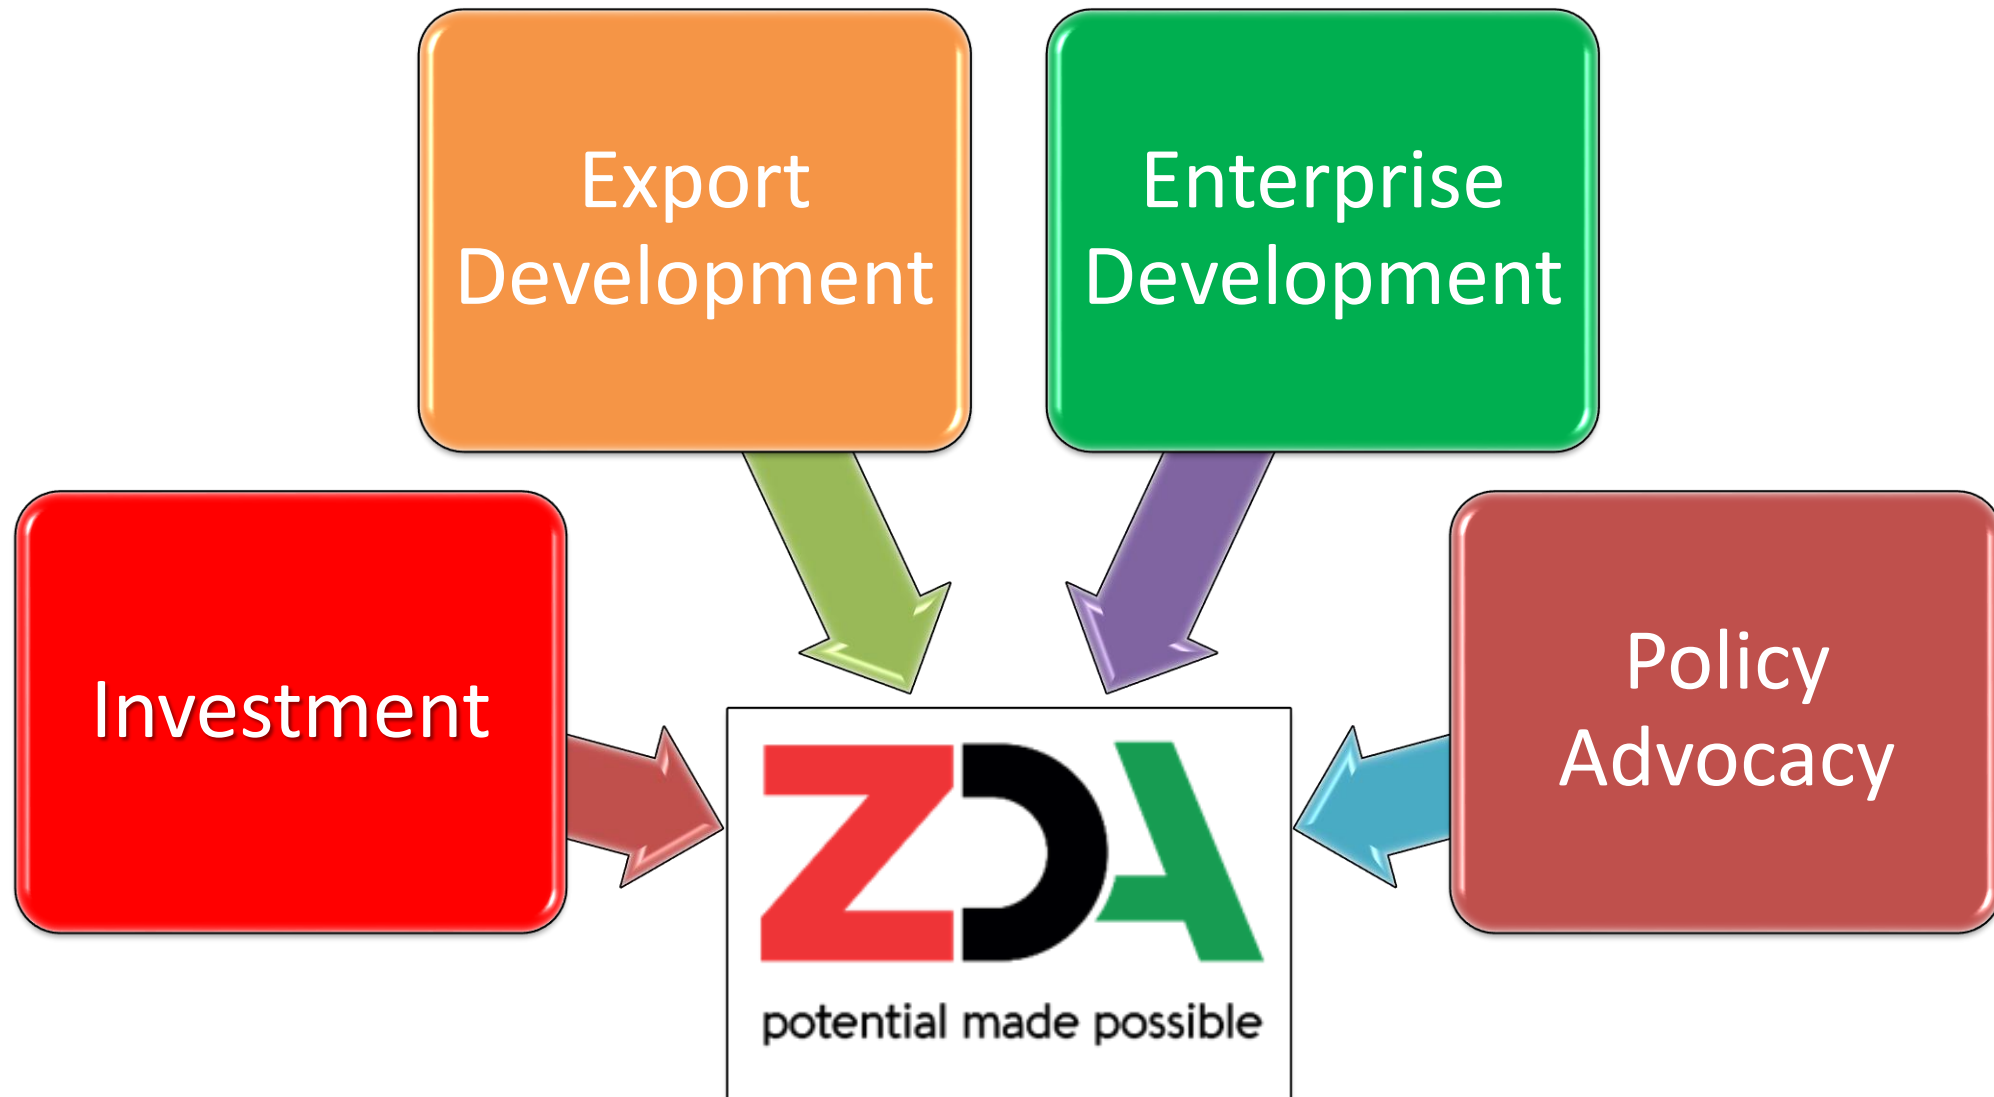 Export
Development
Enterprise
Development
Investment
Policy
Advocacy
ZDA
potential made possible